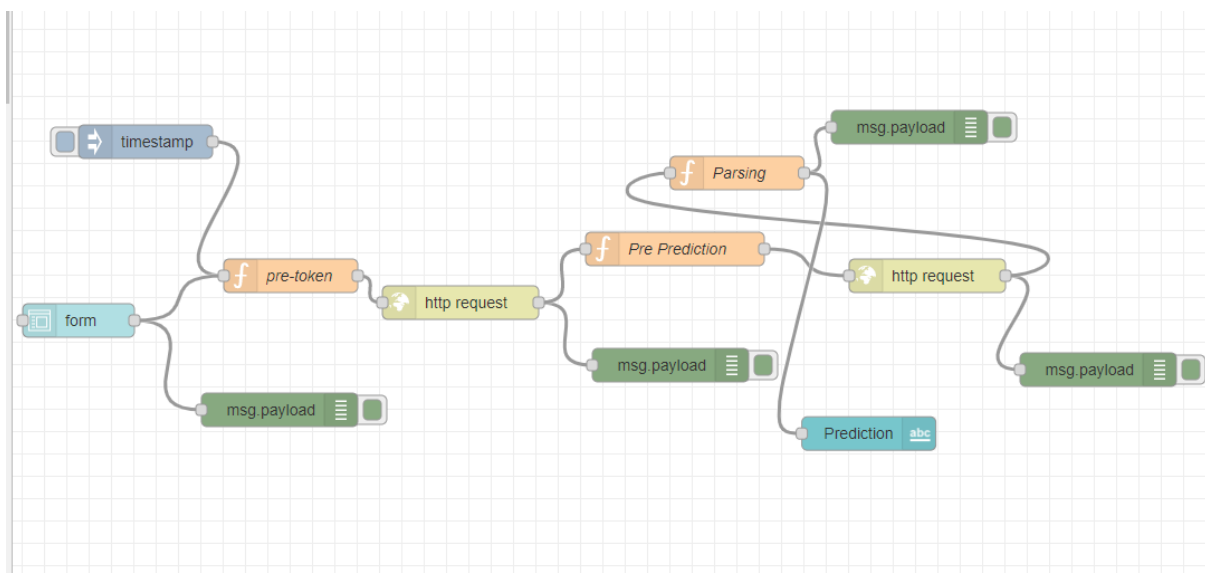 timestamp
form
msg.payload
pre-token
http request
Pre Prediction
msg.payload
Parsing
msg.payload
http request
msg.payload
Prediction
abc